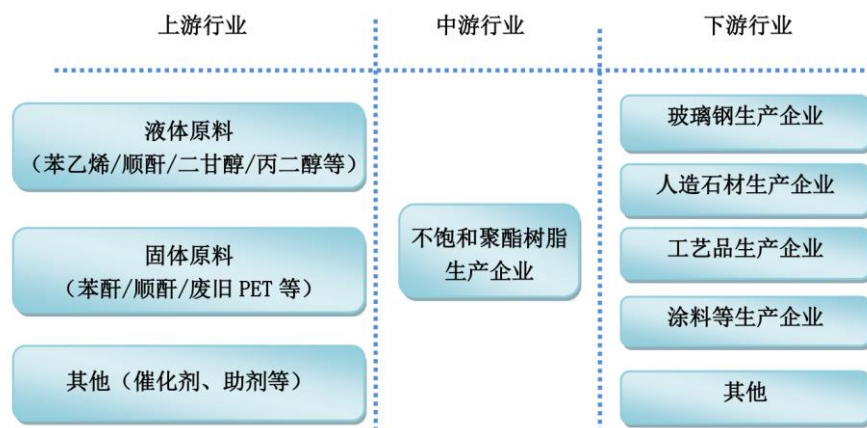 上游行业
中游行业
下游行业
液体原料
（苯乙烯/顺酐/二甘醇/丙二醇等）
固体原料
（苯酐/顺酐/废旧 PET 等）
其他（催化剂、助剂等）
不饱和聚酯树脂
生产企业
玻璃钢生产企业
人造石材生产企业
工艺品生产企业
涂料等生产企业
其他